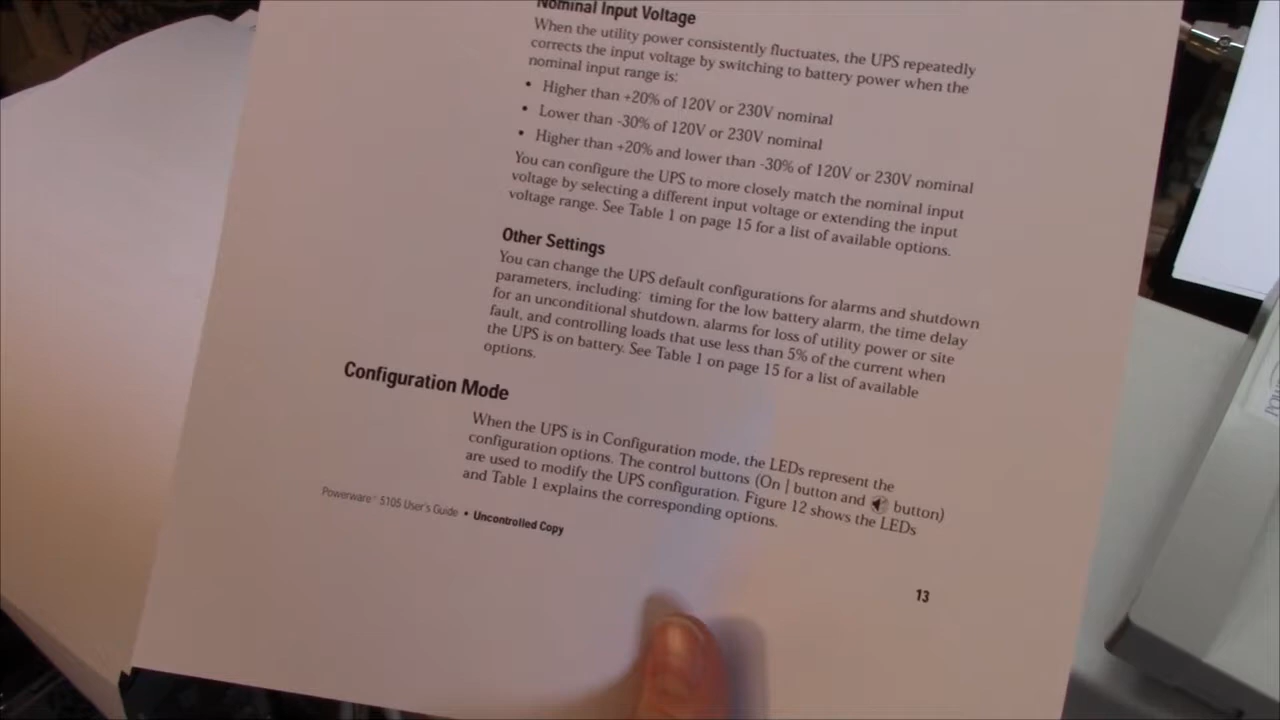 Nominal Input Voltage
When the utility power consistently fluctuates, the UPS repeatedly
corrects the input voltage by switching to battery power when the
nominal input range is:
• Higher than +20% of 120V or 230V nominal
• Lower than -30% of 120V or 230V nominal
• Higher than +20% and lower than -30% of 120V or 230V nominal
You can configure the UPS to more closely match the nominal input
voltage by selecting a different input voltage or extending the input
voltage range. See Table 1 on page 15 for a list of available options.
Other Settings
You can change the UPS default configurations for alarms and shutdown
parameters, including: timing for the low battery alarm, the time delay
for an unconditional shutdown, alarms for loss of utility power or site
fault, and controlling loads that use less than 5% of the current when
the UPS is on battery. See Table 1 on page 15 for a list of available
options.
Configuration Mode
When the UPS is in Configuration mode, the LEDs represent the
configuration options. The control buttons (On | button and button)
are used to modify the UPS configuration. Figure 12 shows the LEDs
and Table 1 explains the corresponding options.
Powerware™ 5105 User's Guide • Uncontrolled Copy
13